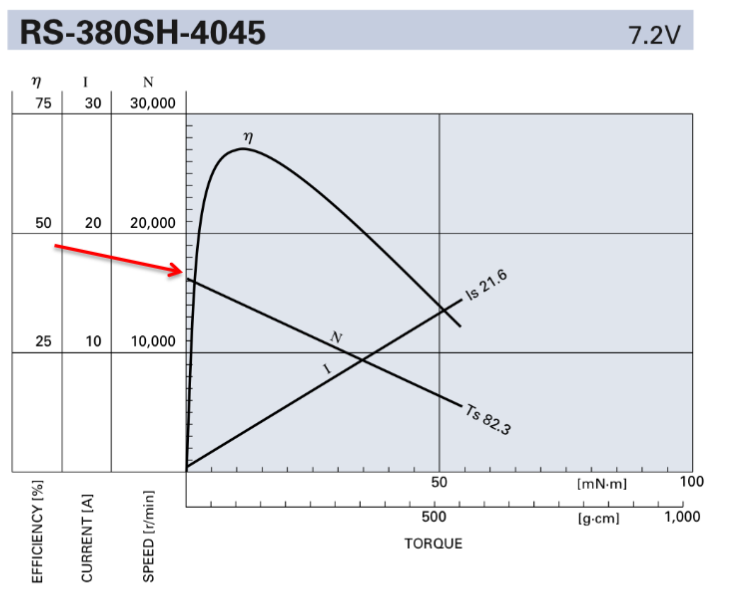 RS-380SH-4045 7.2V
η I N
75 30 30,000
η
50 20 20,000
Is 21.6
N
25 10 10,000
I
Ts 82.3
50 [mN·m] 100
500 [g·cm] 1,000
TORQUE
EFFICIENCY [%]
CURRENT [A]
SPEED [r/min]